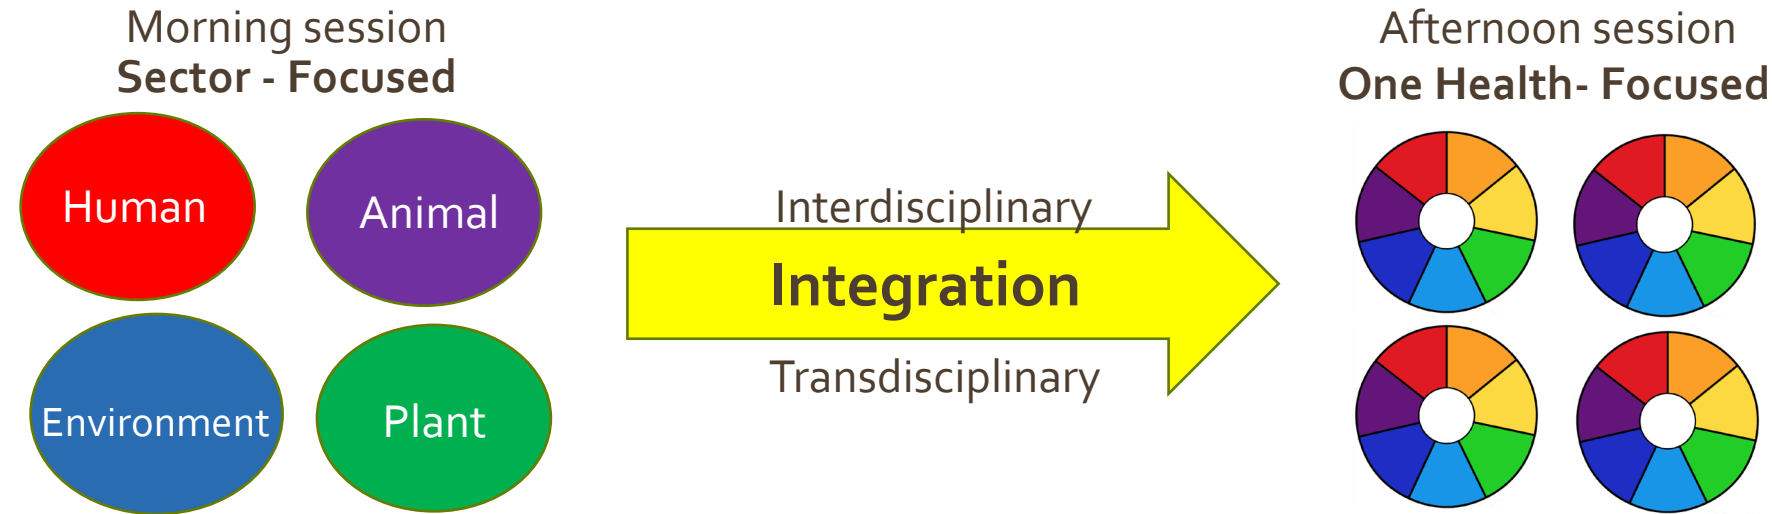 Morning session
Sector - Focused
Human
Animal
Environment
Plant
Interdisciplinary
Integration
Transdisciplinary
Afternoon session
One Health- Focused